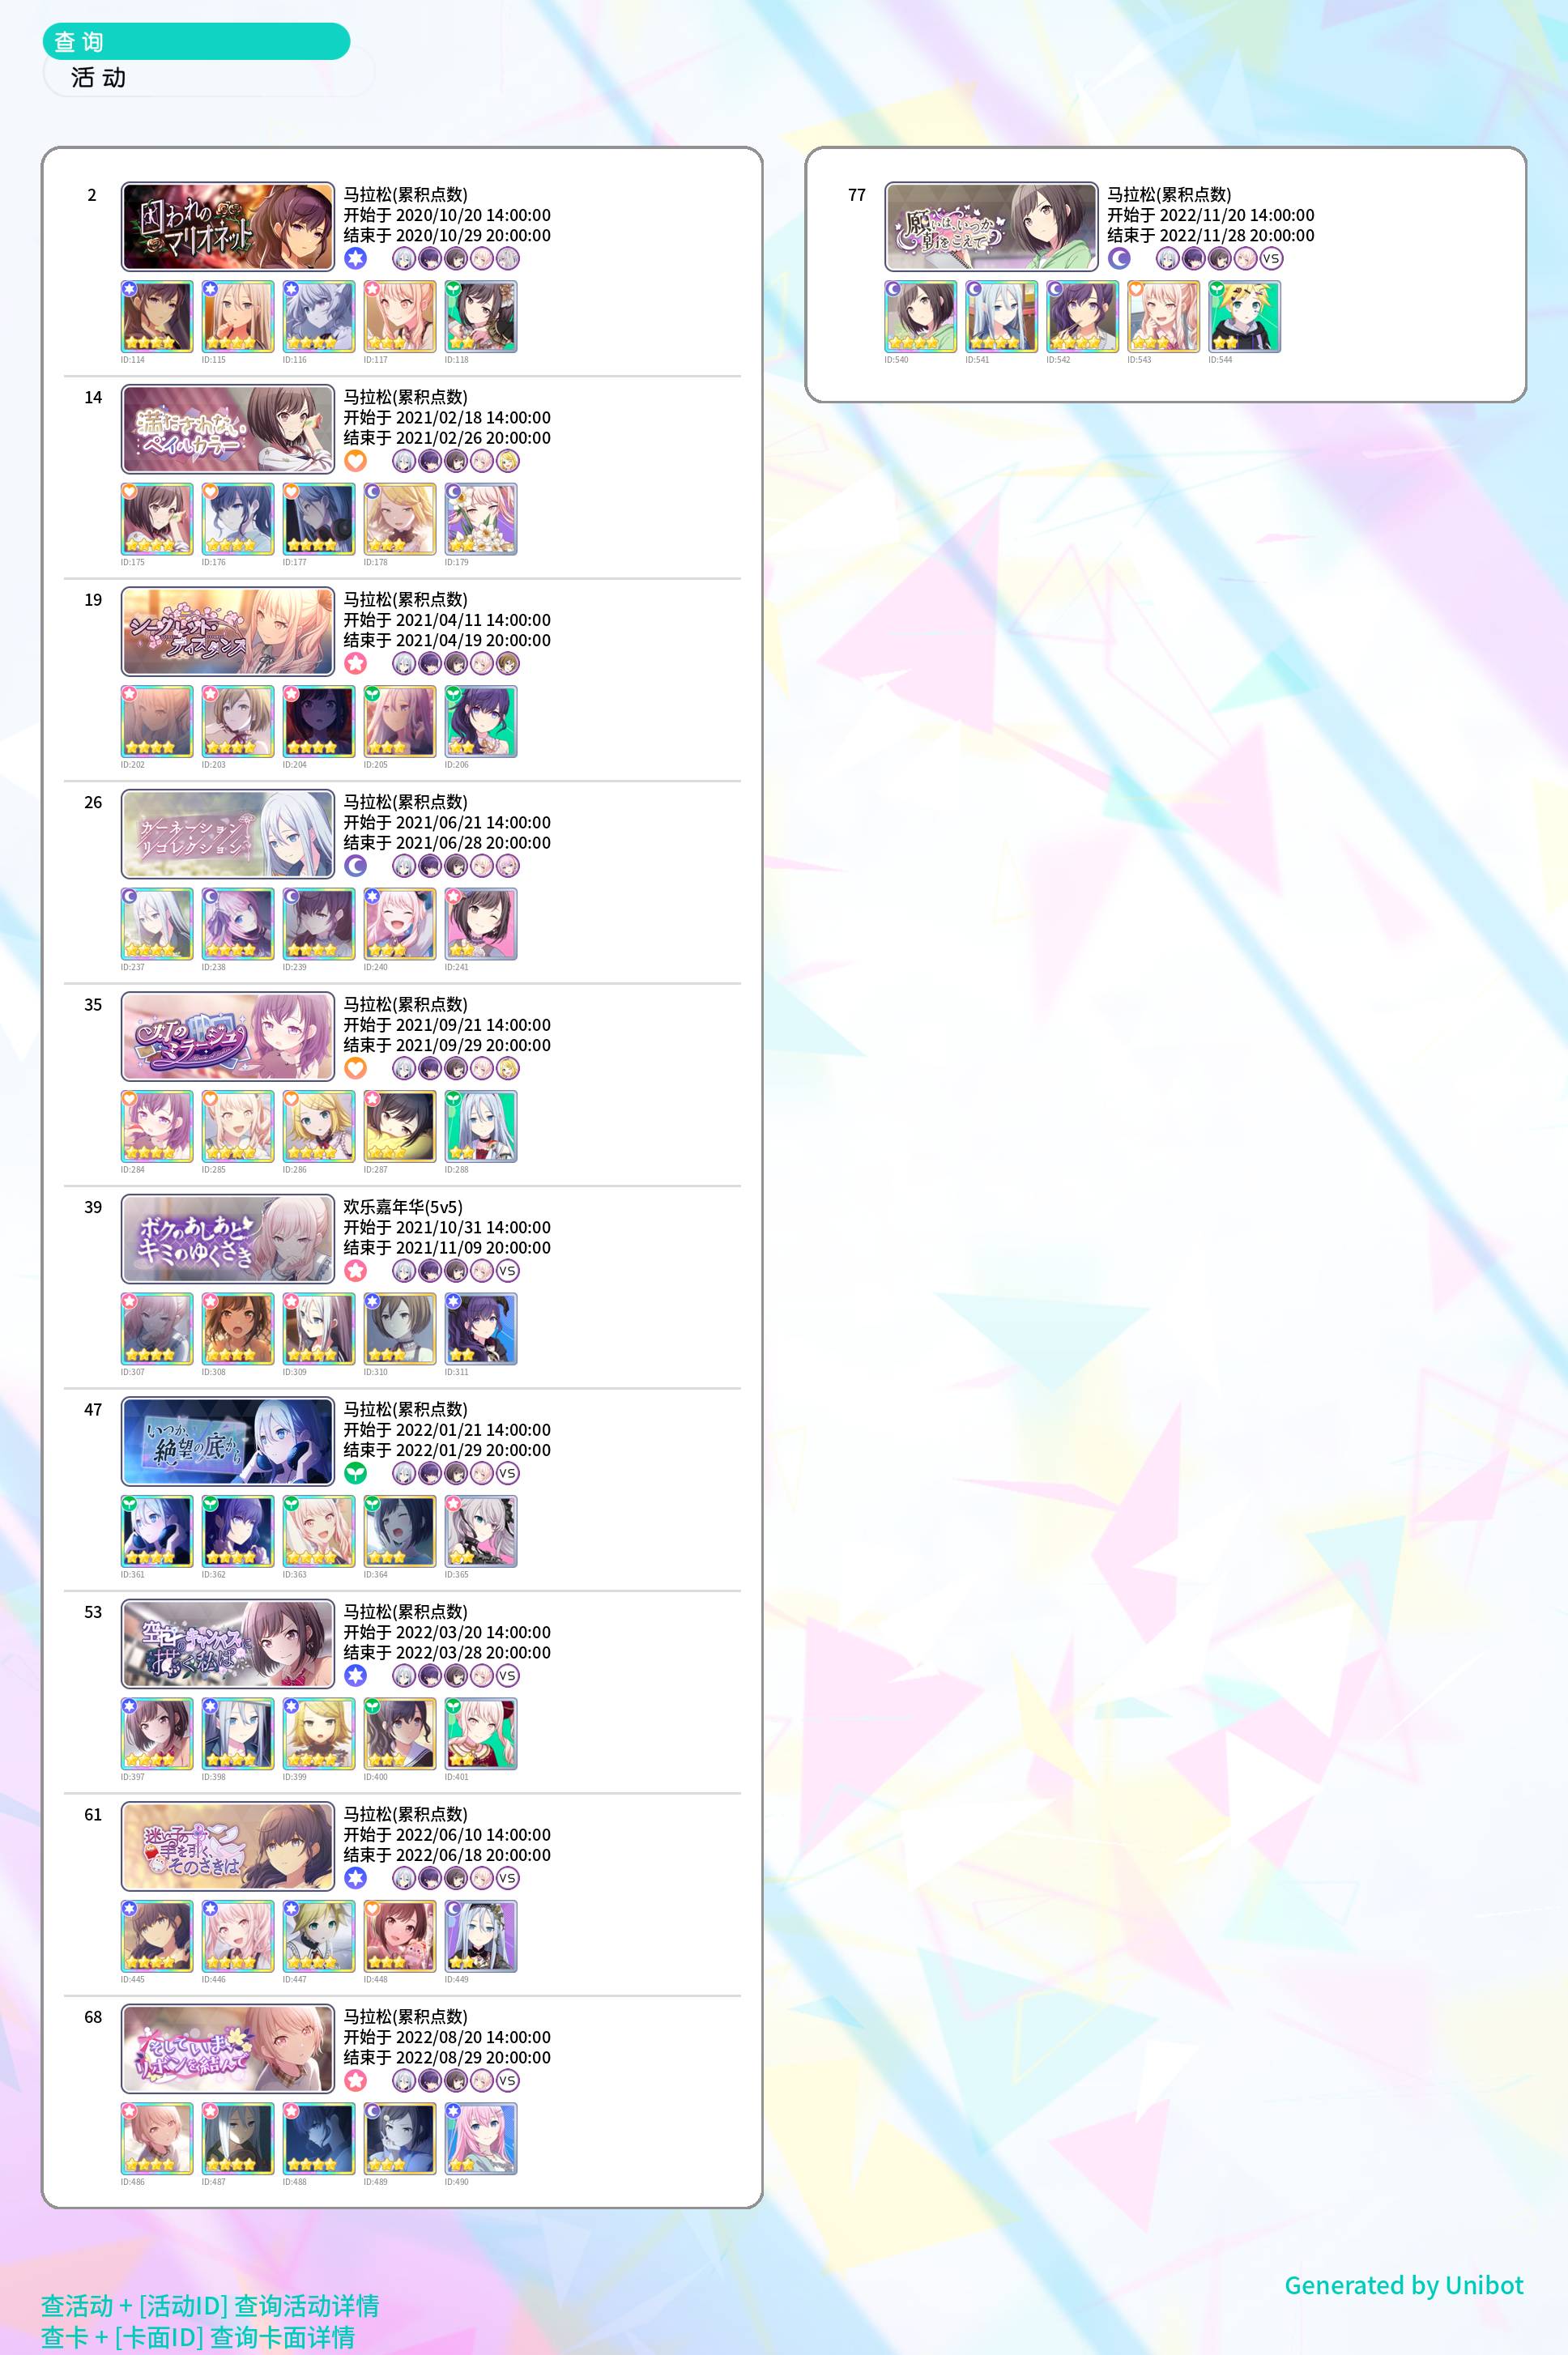 查询
活动
2
囚われの
マリオネット
马拉松(累积点数)
开始于 2020/10/20 14:00:00
结束于 2020/10/29 20:00:00
ID:114 ID:115 ID:116 ID:117 ID:118
14
満たされない
ペイルカラー
马拉松(累积点数)
开始于 2021/02/18 14:00:00
结束于 2021/02/26 20:00:00
ID:175 ID:176 ID:177 ID:178 ID:179
19
シークレット・
ディスタンス
马拉松(累积点数)
开始于 2021/04/11 14:00:00
结束于 2021/04/19 20:00:00
ID:202 ID:203 ID:204 ID:205 ID:206
26
カーネーション・
リコレクション
马拉松(累积点数)
开始于 2021/06/21 14:00:00
结束于 2021/06/28 20:00:00
ID:237 ID:238 ID:239 ID:240 ID:241
35
灯の
ミラージュ
马拉松(累积点数)
开始于 2021/09/21 14:00:00
结束于 2021/09/29 20:00:00
ID:284 ID:285 ID:286 ID:287 ID:288
39
ボクのあしあと
キミのゆくさき
欢乐嘉年华(5v5)
开始于 2021/10/31 14:00:00
结束于 2021/11/09 20:00:00
VS
ID:307 ID:308 ID:309 ID:310 ID:311
47
いつか、
絶望の底から
马拉松(累积点数)
开始于 2022/01/21 14:00:00
结束于 2022/01/29 20:00:00
VS
ID:361 ID:362 ID:363 ID:364 ID:365
53
空白のキャンバスに
描く私は
马拉松(累积点数)
开始于 2022/03/20 14:00:00
结束于 2022/03/28 20:00:00
VS
ID:397 ID:398 ID:399 ID:400 ID:401
61
迷い子の
手を引く、
そのさきは
马拉松(累积点数)
开始于 2022/06/10 14:00:00
结束于 2022/06/18 20:00:00
VS
ID:445 ID:446 ID:447 ID:448 ID:449
68
そしていま、
リボンを結んで
马拉松(累积点数)
开始于 2022/08/20 14:00:00
结束于 2022/08/29 20:00:00
VS
ID:486 ID:487 ID:488 ID:489 ID:490
77
願いは、いつか
朝をこえて
马拉松(累积点数)
开始于 2022/11/20 14:00:00
结束于 2022/11/28 20:00:00
VS
ID:540 ID:541 ID:542 ID:543 ID:544
查活动 + [活动ID] 查询活动详情
查卡 + [卡面ID] 查询卡面详情
Generated by Unibot